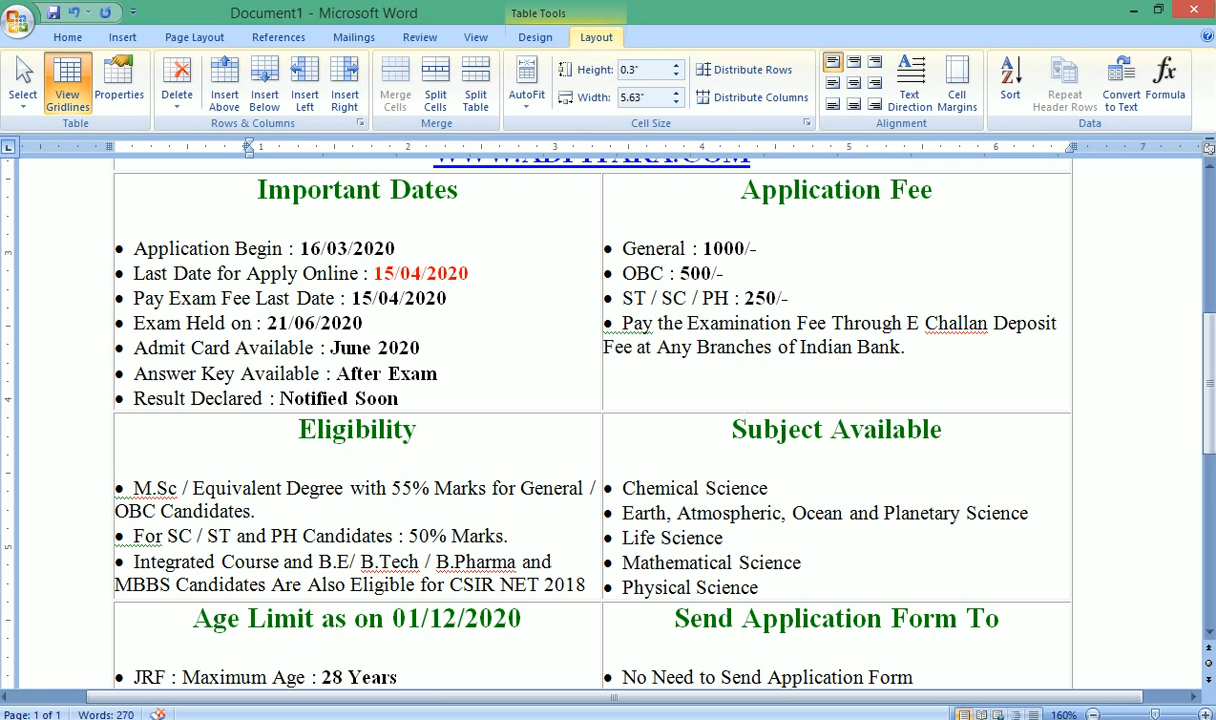 Document1 - Microsoft Word
Table Tools
Home
Insert
Page Layout
References
Mailings
Review
View
Design
Layout
Select
View Gridlines
Properties
Table
Delete
Insert Above
Insert Below
Insert Left
Insert Right
Rows & Columns
Merge Cells
Split Cells
Split Table
Merge
AutoFit
Height: 0.3"
Width: 5.63"
Distribute Rows
Distribute Columns
Cell Size
Text Direction
Cell Margins
Alignment
Sort
Repeat Header Rows
Convert to Text
Formula
Data
L
1 2 3 4 5 6 7
Important Dates
Application Begin : 16/03/2020
Last Date for Apply Online : 15/04/2020
Pay Exam Fee Last Date : 15/04/2020
Exam Held on : 21/06/2020
Admit Card Available : June 2020
Answer Key Available : After Exam
Result Declared : Notified Soon
Application Fee
General : 1000/-
OBC : 500/-
ST / SC / PH : 250/-
Pay the Examination Fee Through E Challan Deposit
Fee at Any Branches of Indian Bank.
Eligibility
M.Sc / Equivalent Degree with 55% Marks for General /
OBC Candidates.
For SC / ST and PH Candidates : 50% Marks.
Integrated Course and B.E/ B.Tech / B.Pharma and
MBBS Candidates Are Also Eligible for CSIR NET 2018
Subject Available
Chemical Science
Earth, Atmospheric, Ocean and Planetary Science
Life Science
Mathematical Science
Physical Science
Age Limit as on 01/12/2020
JRF : Maximum Age : 28 Years
Send Application Form To
No Need to Send Application Form
3
4
5
Page: 1 of 1
Words: 270
160%